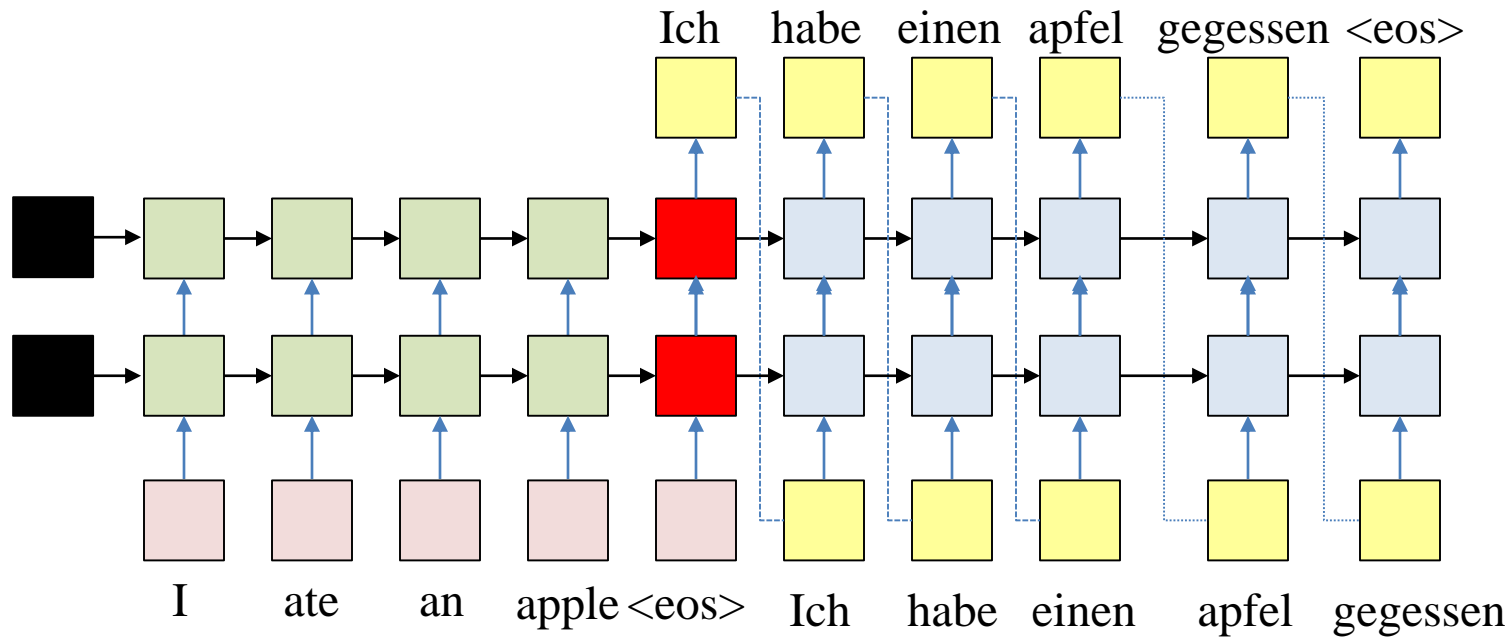 Ich habe einen apfel gegessen <eos>
I ate an apple <eos> Ich habe einen apfel gegessen